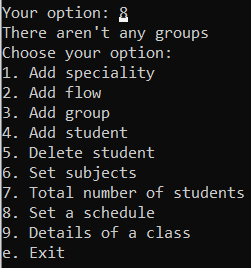 Your option: 8
There aren't any groups
Choose your option:
1. Add speciality
2. Add flow
3. Add group
4. Add student
5. Delete student
6. Set subjects
7. Total number of students
8. Set a schedule
9. Details of a class
e. Exit